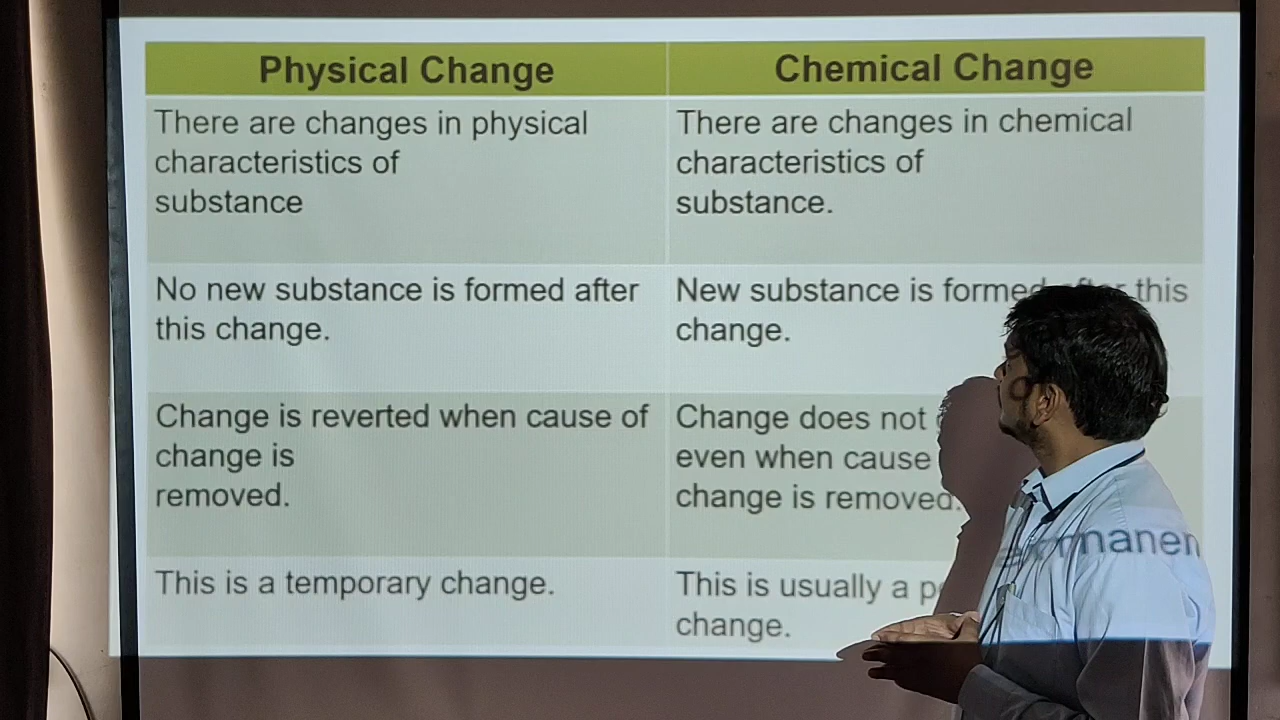 Physical Change
Chemical Change
There are changes in physical
characteristics of
substance
There are changes in chemical
characteristics of
substance.
No new substance is formed after
this change.
New substance is formed after this
change.
Change is reverted when cause of
change is
removed.
Change does not
even when cause
change is removed.
This is a temporary change.
This is usually a permanent
change.